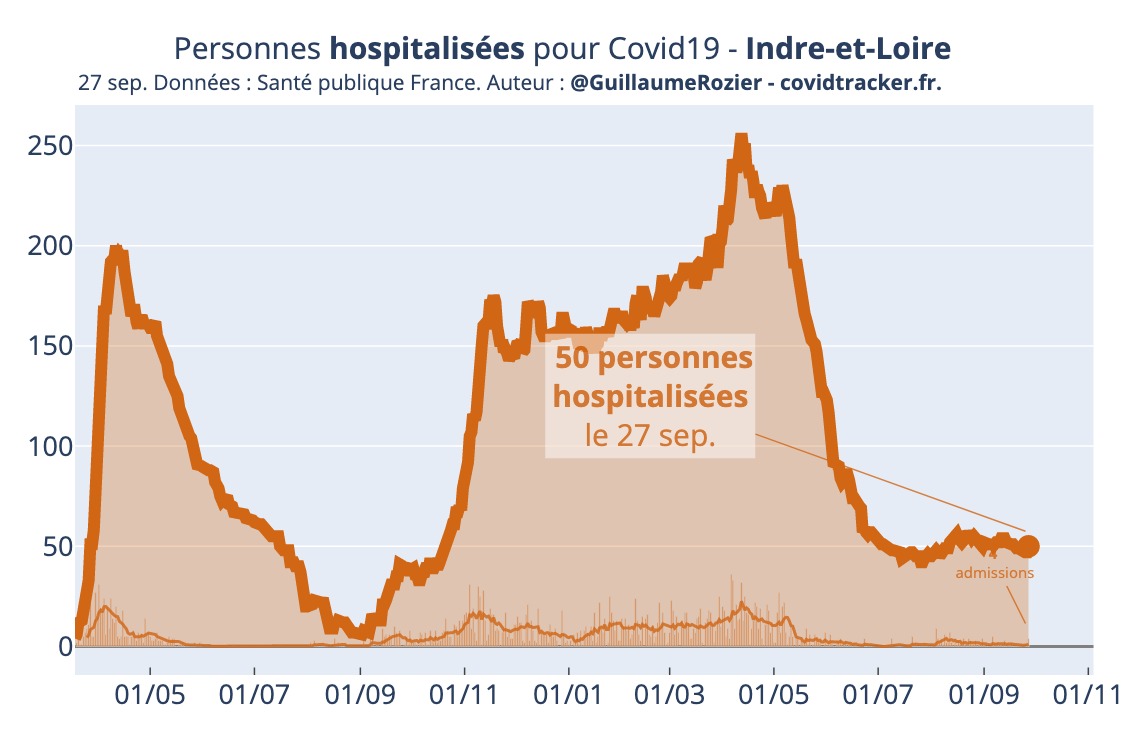 Personnes hospitalisées pour Covid19 - Indre-et-Loire
27 sep. Données : Santé publique France. Auteur : @GuillaumeRozier - covidtracker.fr.
250
200
150
100
50
0
50 personnes
hospitalisées
le 27 sep.
admissions
01/05 01/07 01/09 01/11 01/01 01/03 01/05 01/07 01/09 01/11